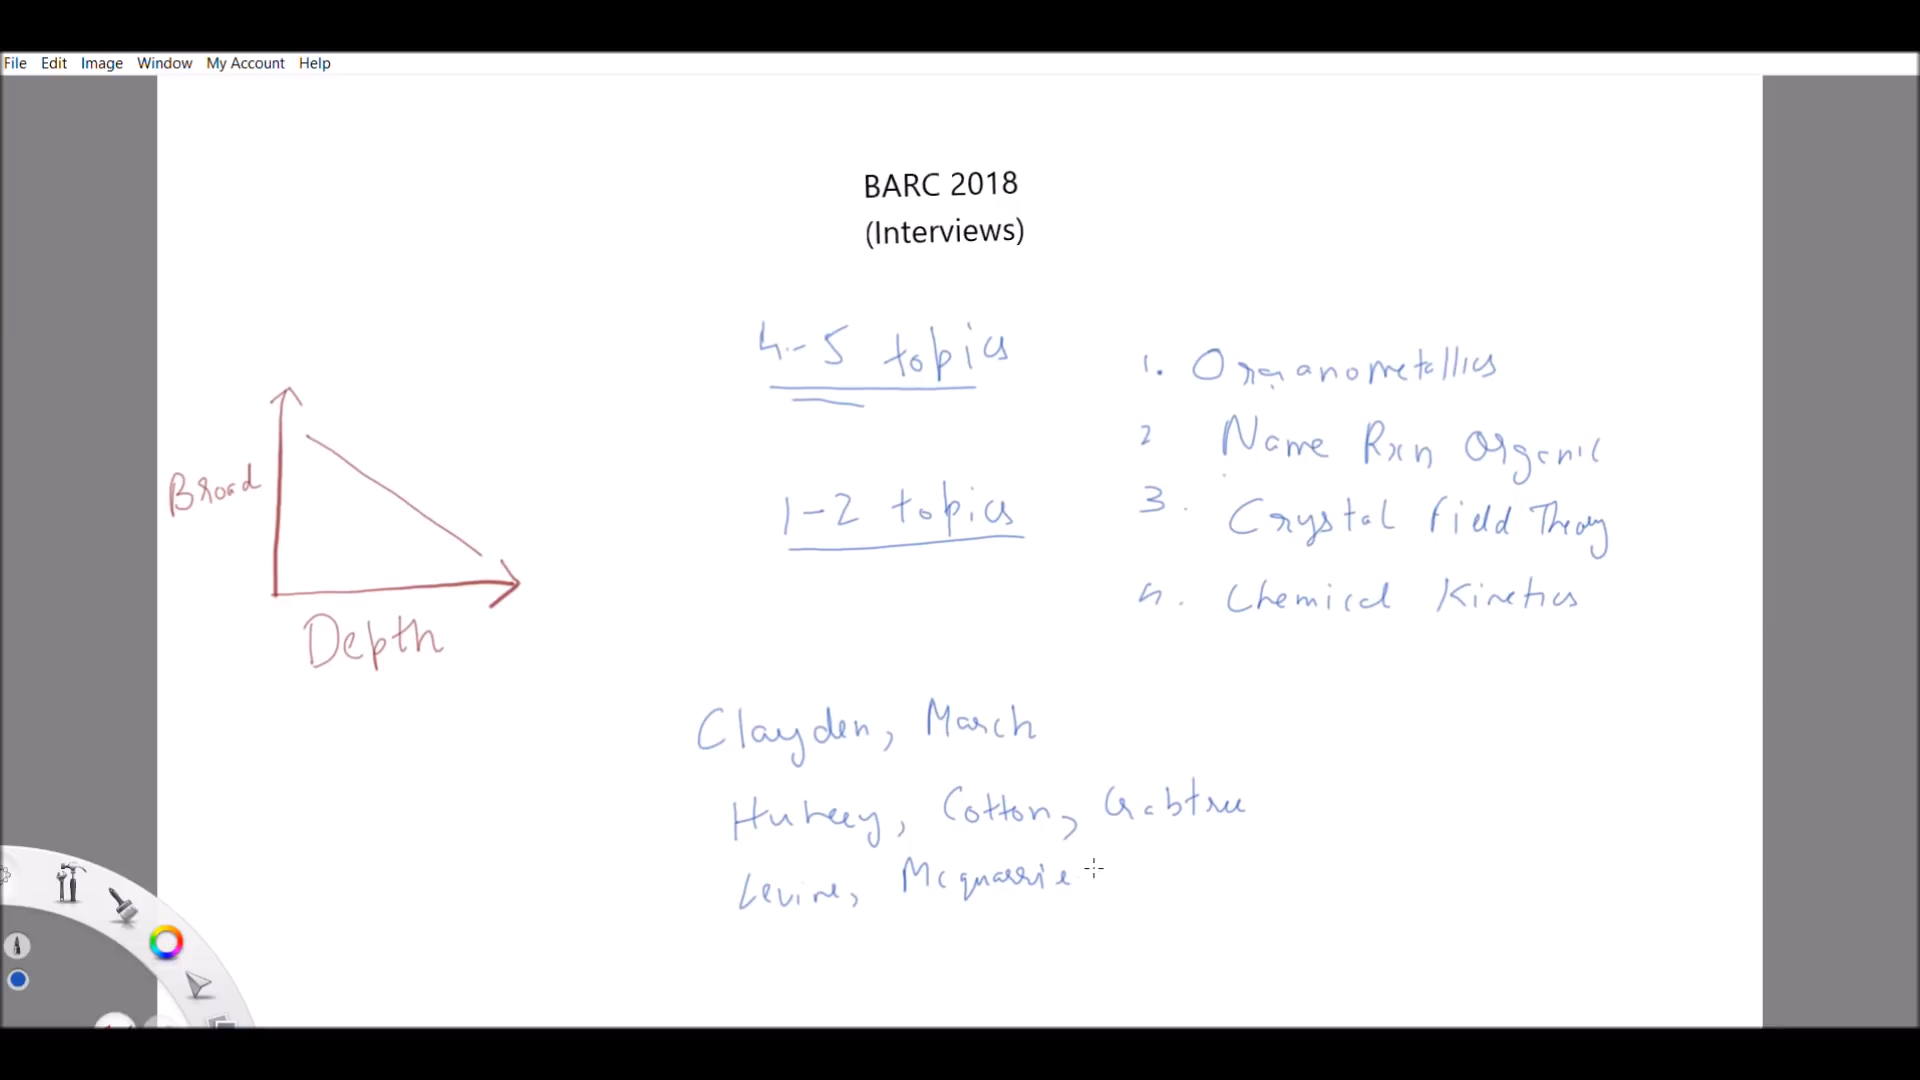 File Edit Image Window My Account Help
BARC 2018
(Interviews)
4-5 topics
1-2 topics
1. Organometallics
2 Name Rxn Organic
3. Crystal Field Theory
4. Chemical Kinetics
Broad
Depth
Clayden, March
Huheey, Cotton, Crabtree
Levine, Mcquarrie